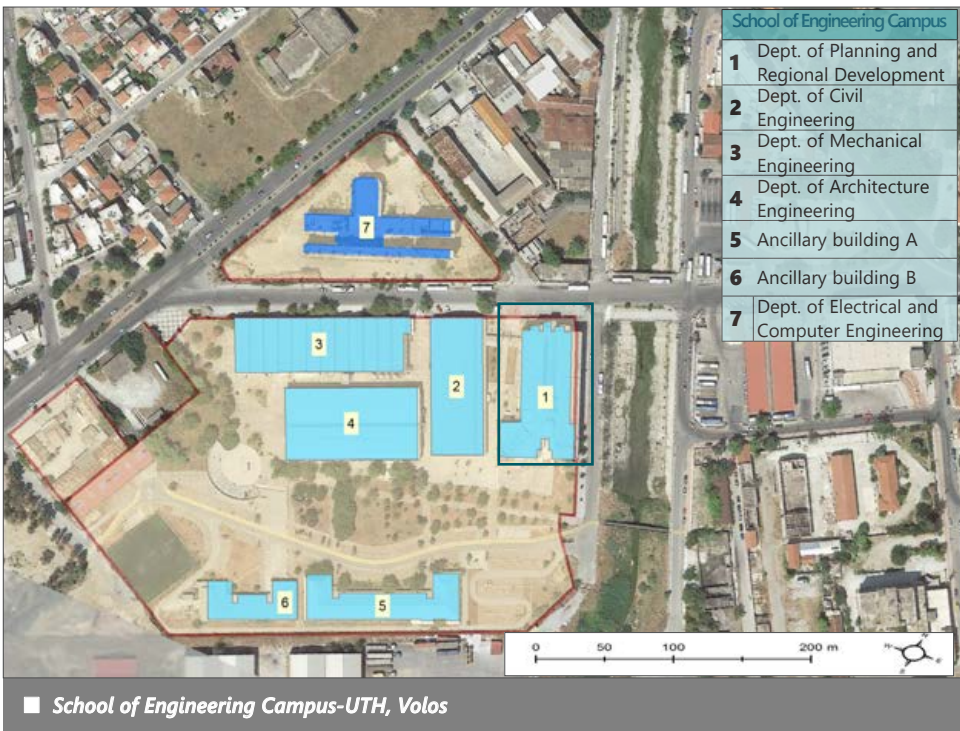 School of Engineering Campus
1 Dept. of Planning and
Regional Development
2 Dept. of Civil
Engineering
3 Dept. of Mechanical
Engineering
4 Dept. of Architecture
Engineering
5 Ancillary building A
6 Ancillary building B
7 Dept. of Electrical and
Computer Engineering
7
3
2
1
4
6
5
0 50 100 200 m
School of Engineering Campus-UTH, Volos